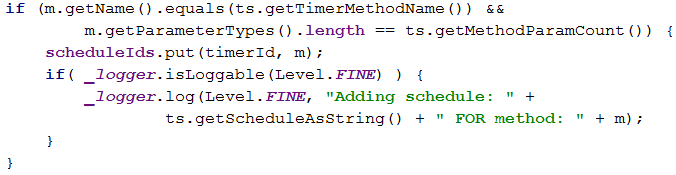 if (m.getName().equals(ts.getTimerMethodName()) &&
        m.getParameterTypes().length == ts.getMethodParamCount()) {
    scheduleIds.put(timerId, m);
    if( _logger.isLoggable(Level.FINE) ) {
        _logger.log(Level.FINE, "Adding schedule: " +
                ts.getScheduleAsString() + " FOR method: " + m);
    }
}